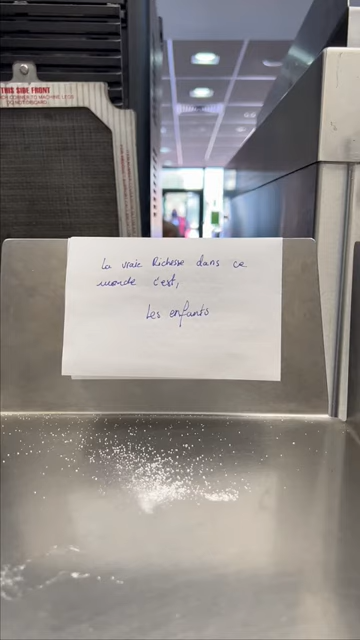 THIS SIDE FRONT
La vraie Richesse dans ce
monde c'est,
Les enfants